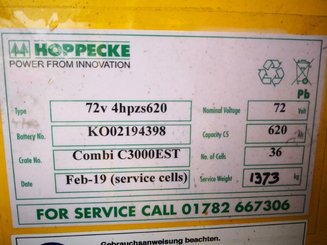 HOPPECKE
POWER FROM INNOVATION
Pb
Type 72v 4hpzs620 Nominal Voltage 72 Volt
Battery No. KO02194398 Capacity C5 620 Ah
Crate No. Combi C3000EST No. of Cells 36
Date Feb-19 (service cells) Service Weight 1373 kg
FOR SERVICE CALL 01782 667306
Gebrauchsanweisung beachten.